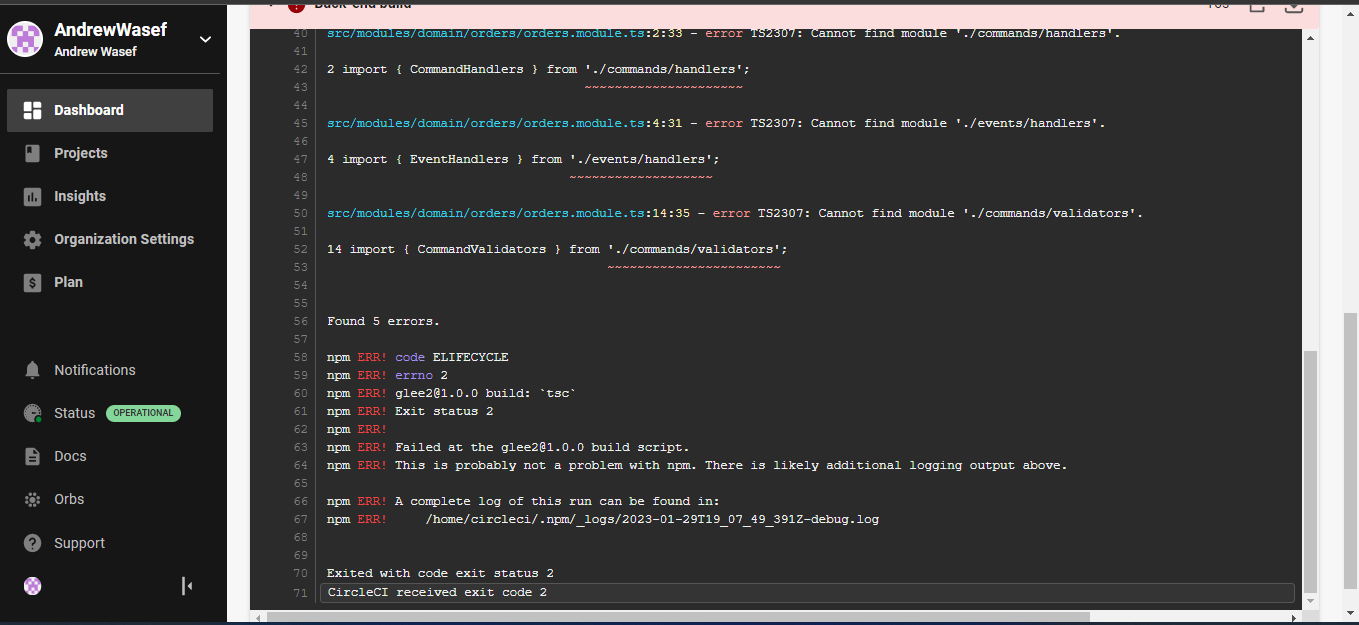 AndrewWasef
Andrew Wasef
Dashboard
Projects
Insights
Organization Settings
Plan
Notifications
Status OPERATIONAL
Docs
Orbs
Support
Back-end build
40 src/modules/domain/orders/orders.module.ts:2:33 - error TS2307: Cannot find module './commands/handlers'.
41
42 2 import { CommandHandlers } from './commands/handlers';
43 ~~~~~~~~~~~~~~~~~~~~~
44
45 src/modules/domain/orders/orders.module.ts:4:31 - error TS2307: Cannot find module './events/handlers'.
46
47 4 import { EventHandlers } from './events/handlers';
48 ~~~~~~~~~~~~~~~~~~~
49
50 src/modules/domain/orders/orders.module.ts:14:35 - error TS2307: Cannot find module './commands/validators'.
51
52 14 import { CommandValidators } from './commands/validators';
53 ~~~~~~~~~~~~~~~~~~~~~~~
54
55
56 Found 5 errors.
57
58 npm ERR! code ELIFECYCLE
59 npm ERR! errno 2
60 npm ERR! glee2@1.0.0 build: `tsc`
61 npm ERR! Exit status 2
62 npm ERR!
63 npm ERR! Failed at the glee2@1.0.0 build script.
64 npm ERR! This is probably not a problem with npm. There is likely additional logging output above.
65
66 npm ERR! A complete log of this run can be found in:
67 npm ERR! /home/circleci/.npm/_logs/2023-01-29T19_07_49_391Z-debug.log
68
69
70 Exited with code exit status 2
71 CircleCI received exit code 2